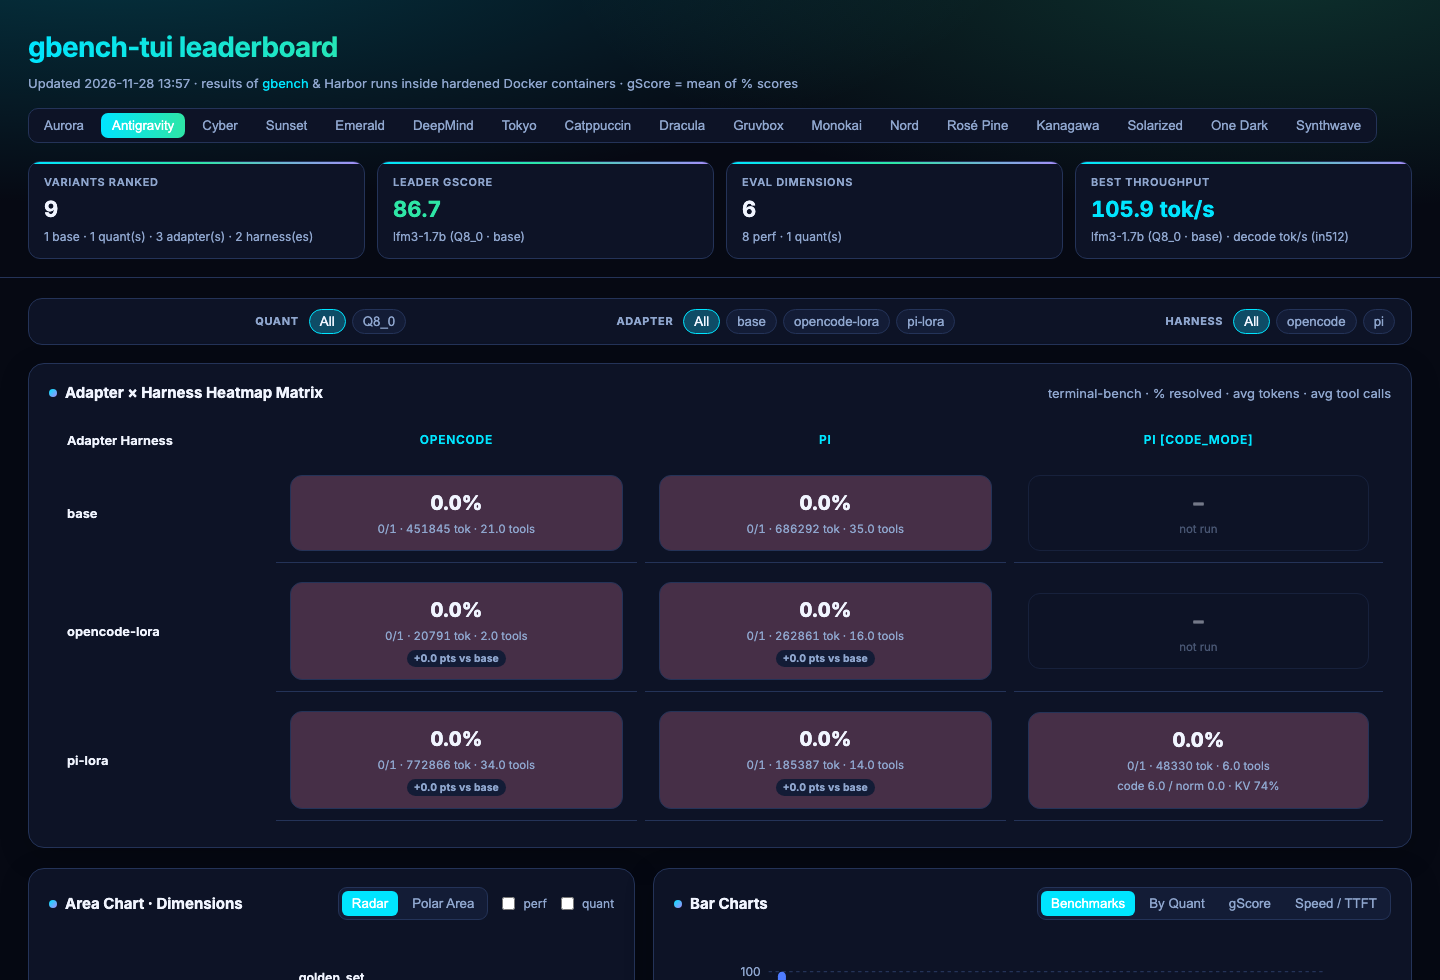 gbench-tui leaderboard
Updated 2026-11-28 13:57 · results of gbench & Harbor runs inside hardened Docker containers · gScore = mean of % scores
Aurora Antigravity Cyber Sunset Emerald DeepMind Tokyo Catppuccin Dracula Gruvbox Monokai Nord Rosé Pine Kanagawa Solarized One Dark Synthwave
VARIANTS RANKED
9
1 base · 1 quant(s) · 3 adapter(s) · 2 harness(es)
LEADER GSCORE
86.7
lfm3-1.7b (Q8_0 · base)
EVAL DIMENSIONS
6
8 perf · 1 quant(s)
BEST THROUGHPUT
105.9 tok/s
lfm3-1.7b (Q8_0 · base) · decode tok/s (in512)
QUANT All Q8_0 ADAPTER All base opencode-lora pi-lora HARNESS All opencode pi
Adapter × Harness Heatmap Matrix
terminal-bench · % resolved · avg tokens · avg tool calls
Adapter Harness OPENCODE PI PI [CODE_MODE]
base
0.0%
0/1 · 451845 tok · 21.0 tools
0.0%
0/1 · 686292 tok · 35.0 tools
–
not run
opencode-lora
0.0%
0/1 · 20791 tok · 2.0 tools
+0.0 pts vs base
0.0%
0/1 · 262861 tok · 16.0 tools
+0.0 pts vs base
–
not run
pi-lora
0.0%
0/1 · 772866 tok · 34.0 tools
+0.0 pts vs base
0.0%
0/1 · 185387 tok · 14.0 tools
+0.0 pts vs base
0.0%
0/1 · 48330 tok · 6.0 tools
code 6.0 / norm 0.0 · KV 74%
Area Chart · Dimensions
Radar Polar Area perf quant
golden_set
Bar Charts
Benchmarks By Quant gScore Speed / TTFT
100